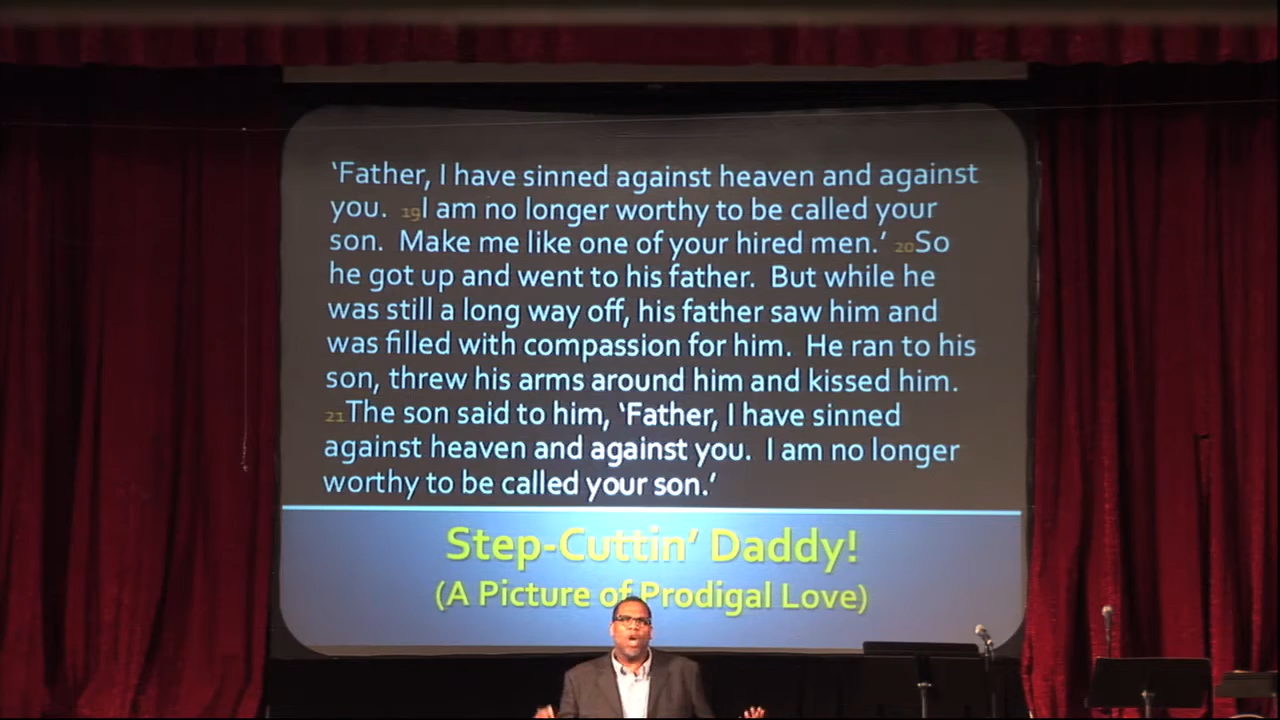 ‘Father, I have sinned against heaven and against
you. 19I am no longer worthy to be called your
son. Make me like one of your hired men.’ 20So
he got up and went to his father. But while he
was still a long way off, his father saw him and
was filled with compassion for him. He ran to his
son, threw his arms around him and kissed him.
21The son said to him, ‘Father, I have sinned
against heaven and against you. I am no longer
worthy to be called your son.’
Step-Cuttin’ Daddy!
(A Picture of Prodigal Love)